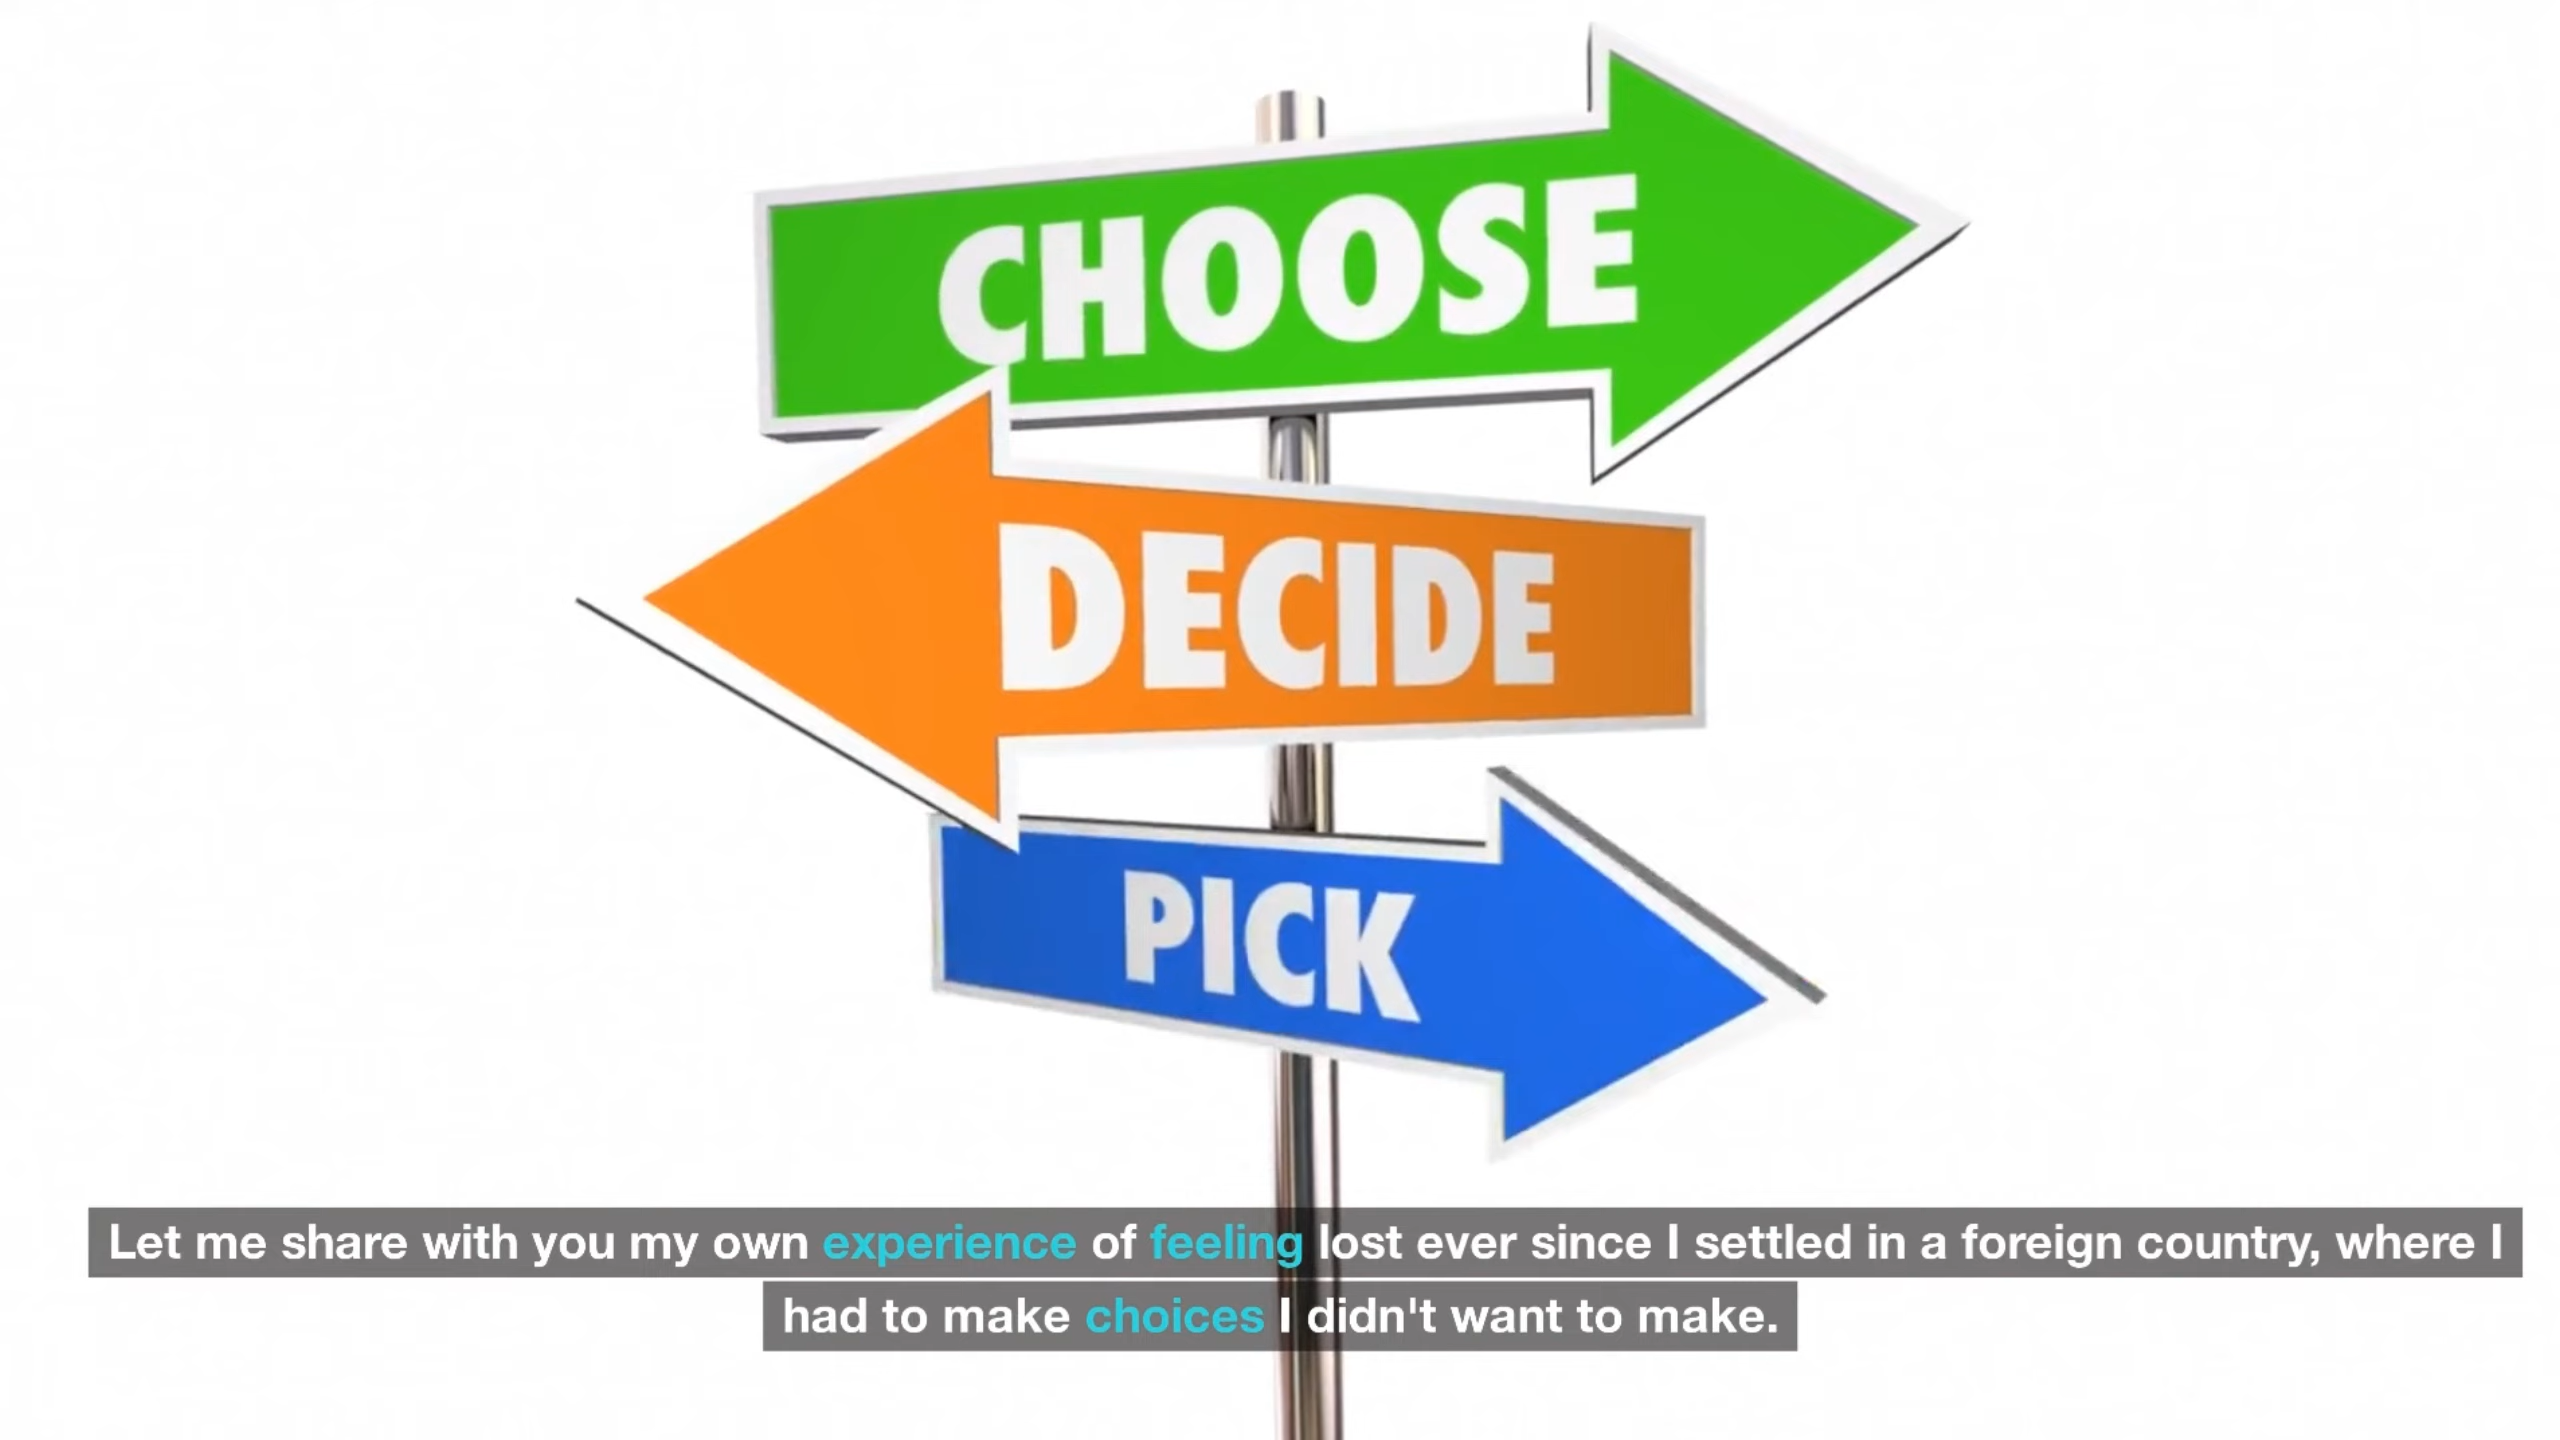 CHOOSE
DECIDE
PICK
Let me share with you my own experience of feeling lost ever since I settled in a foreign country, where I
had to make choices I didn't want to make.